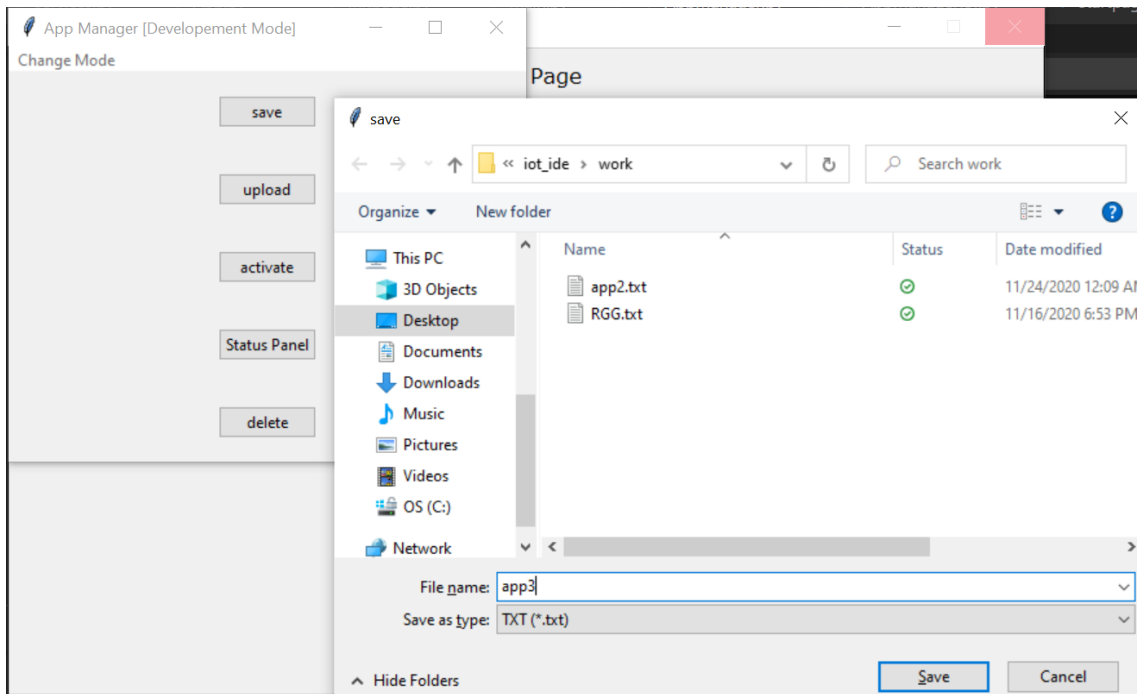 App Manager [Developement Mode]
Change Mode
Page
save
upload
activate
Status Panel
delete
save
« iot_ide > work
Search work
Organize
New folder
This PC
3D Objects
Desktop
Documents
Downloads
Music
Pictures
Videos
OS (C:)
Network
Name Status Date modified
app2.txt 11/24/2020 12:09 AM
RGG.txt 11/16/2020 6:53 PM
File name: app3
Save as type: TXT (*.txt)
Hide Folders
Save Cancel